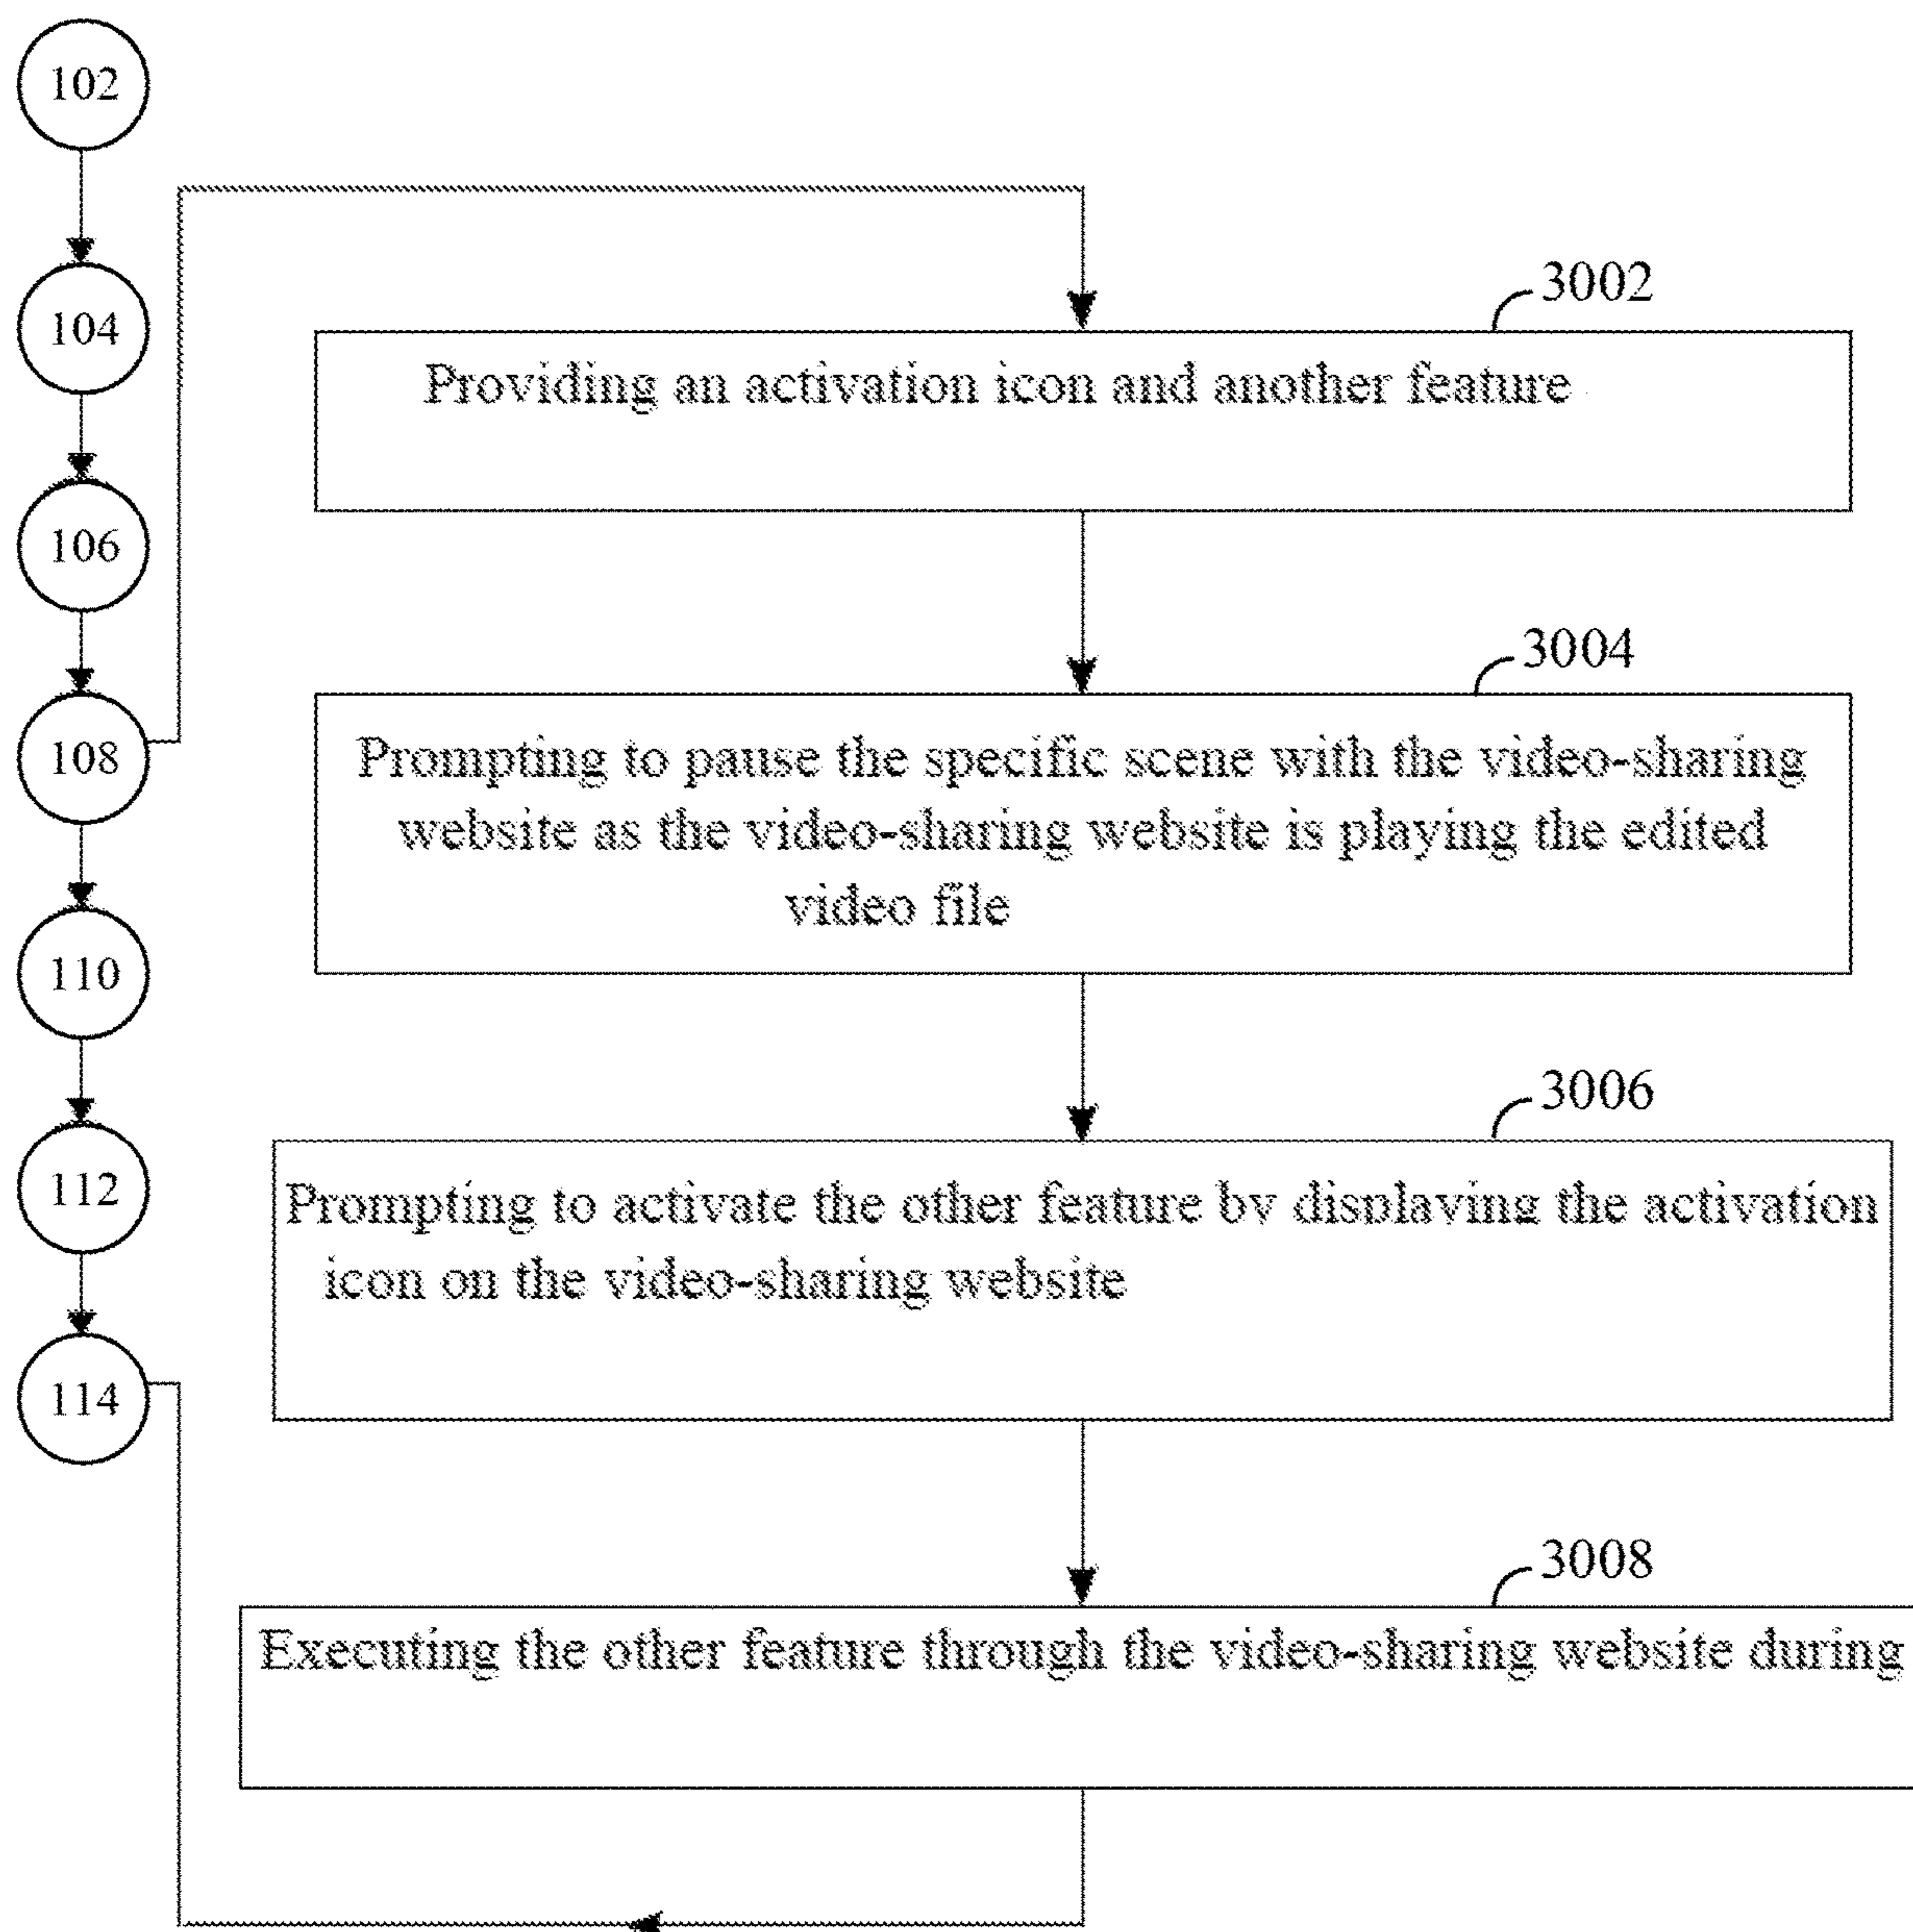 102
104
106
108
110
112
114
3002
Providing an activation icon and another feature
3004
Prompting to pause the specific scene with the video-sharing
website as the video-sharing website is playing the edited
video file
3006
Prompting to activate the other feature by displaying the activation
icon on the video-sharing website
3008
Executing the other feature through the video-sharing website during